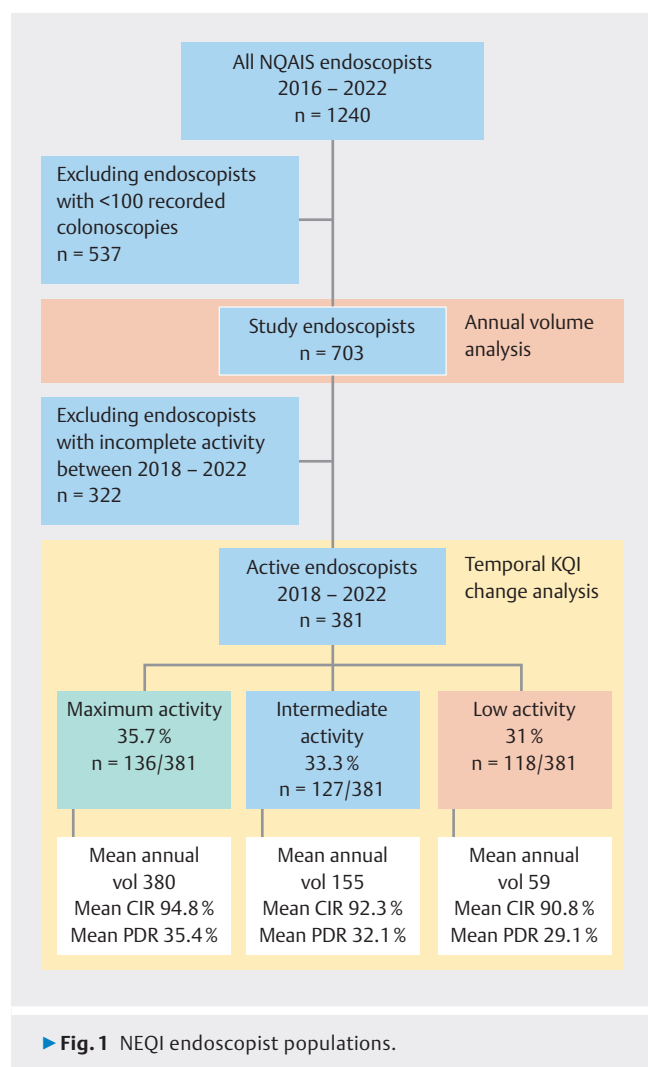 All NQAIS endoscopists
2016 – 2022
n = 1240
Excluding endoscopists
with <100 recorded
colonoscopies
n = 537
Study endoscopists
n = 703
Annual volume
analysis
Excluding endoscopists
with incomplete activity
between 2018 – 2022
n = 322
Active endoscopists
2018 – 2022
n = 381
Temporal KQI
change analysis
Maximum activity
35.7 %
n = 136/381
Intermediate
activity
33.3 %
n = 127/381
Low activity
31 %
n = 118/381
Mean annual
vol 380
Mean CIR 94.8 %
Mean PDR 35.4 %
Mean annual
vol 155
Mean CIR 92.3 %
Mean PDR 32.1 %
Mean annual
vol 59
Mean CIR 90.8 %
Mean PDR 29.1 %
▶ Fig. 1 NEQI endoscopist populations.